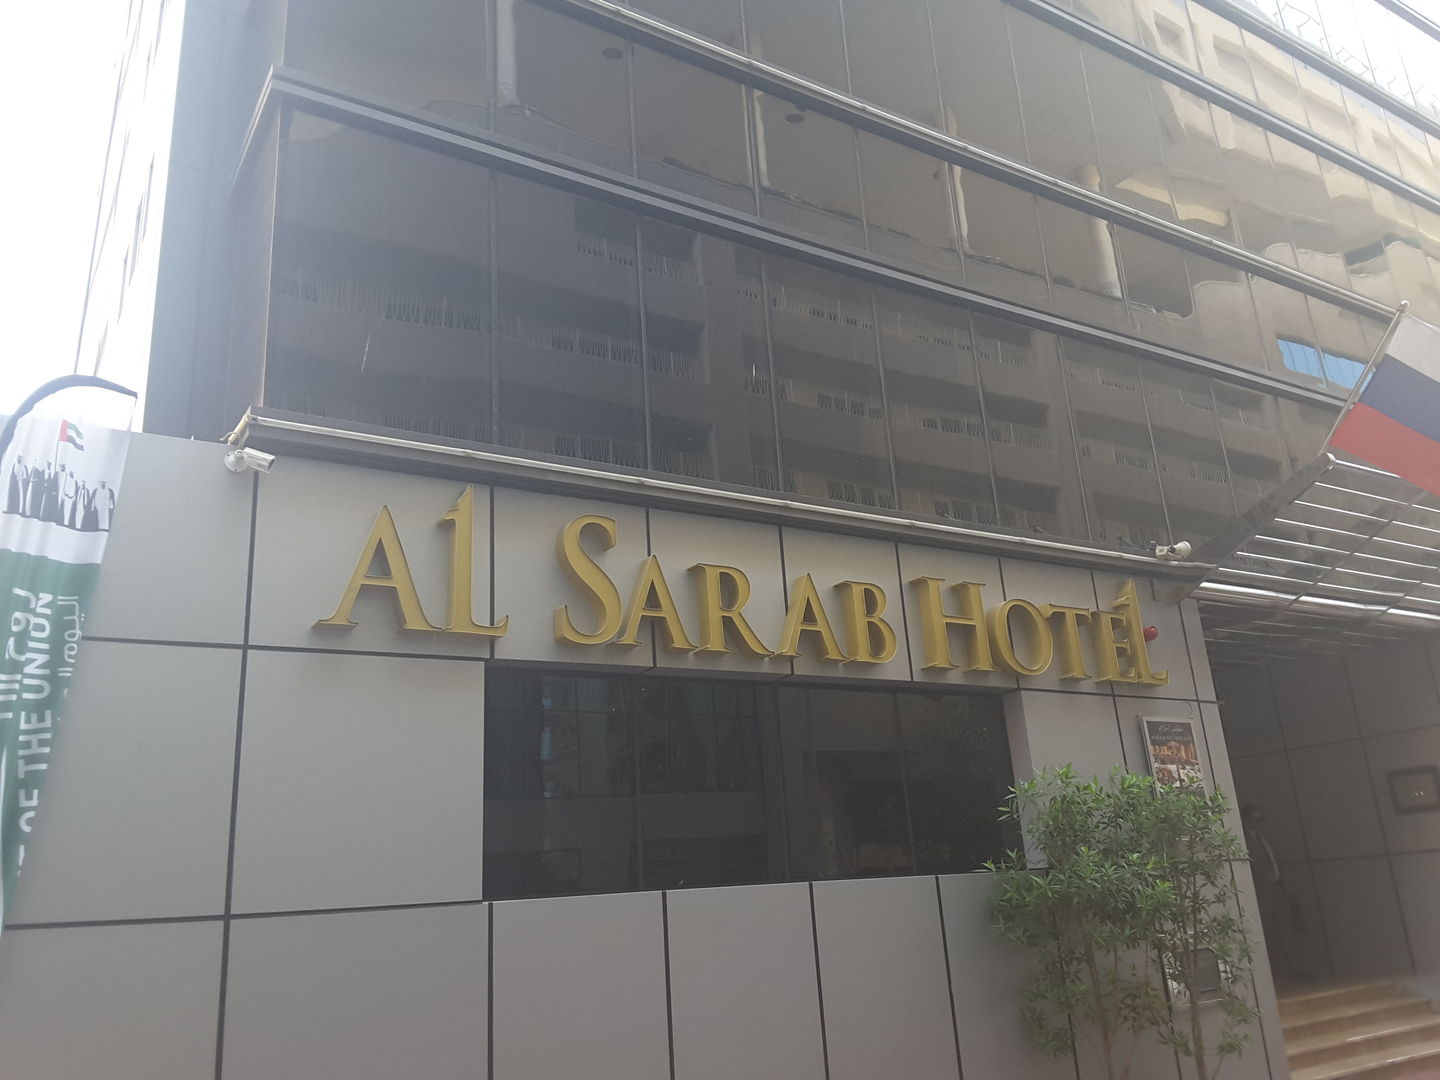 AL SARAB HOTEL
OF THE UNION